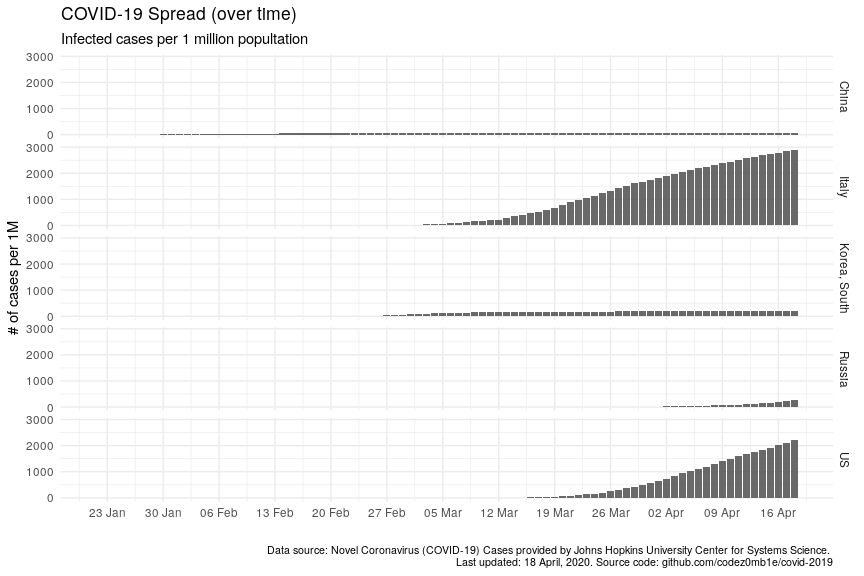 COVID-19 Spread (over time)
Infected cases per 1 million popultation
# of cases per 1M
3000
2000
1000
0
China
3000
2000
1000
0
Italy
3000
2000
1000
0
Korea, South
3000
2000
1000
0
Russia
3000
2000
1000
0
US
23 Jan 30 Jan 06 Feb 13 Feb 20 Feb 27 Feb 05 Mar 12 Mar 19 Mar 26 Mar 02 Apr 09 Apr 16 Apr
Data source: Novel Coronavirus (COVID-19) Cases provided by Johns Hopkins University Center for Systems Science.
Last updated: 18 April, 2020. Source code: github.com/codez0mb1e/covid-2019